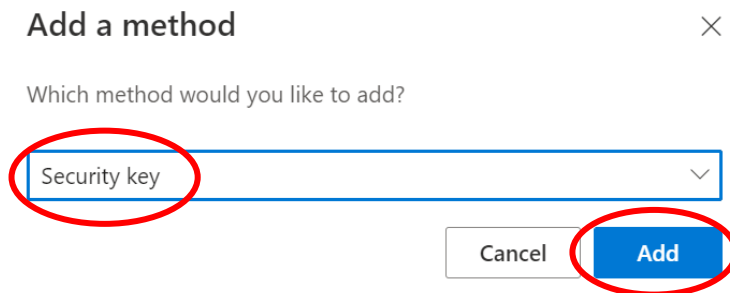 Add a method
Which method would you like to add?
Security key
Cancel
Add